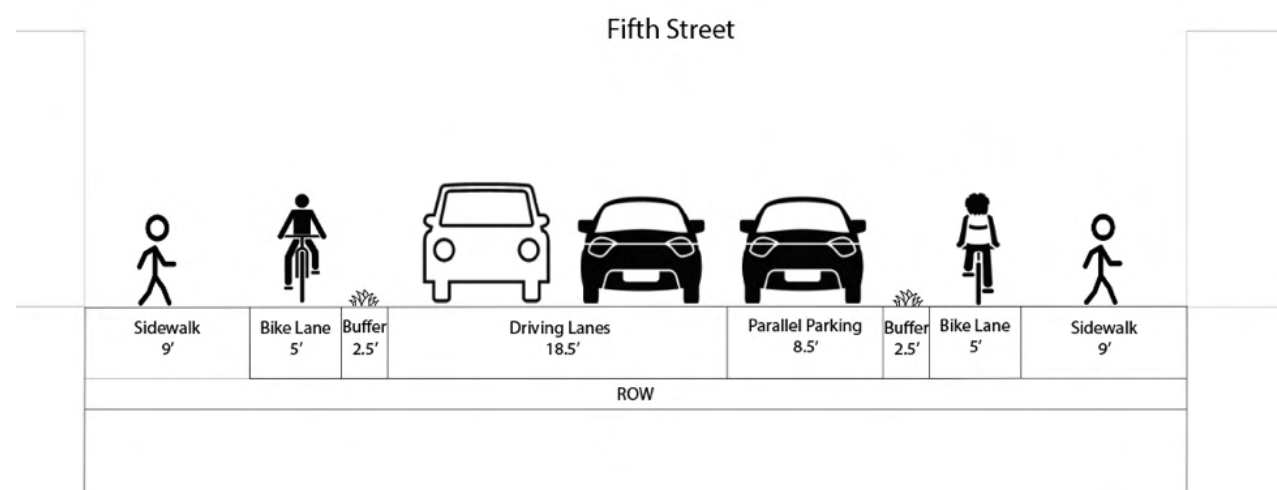 Fifth Street
Sidewalk
9’
Bike Lane
5’
Buffer
2.5’
Driving Lanes
18.5’
Parallel Parking
8.5’
Buffer
2.5’
Bike Lane
5’
Sidewalk
9’
ROW